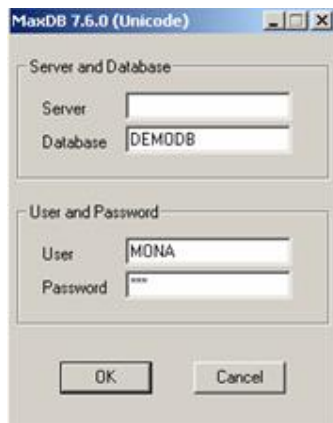 MaxDB 7.6.0 (Unicode)
Server and Database
Server
Database DEMODB
User and Password
User MONA
Password ***
OK Cancel